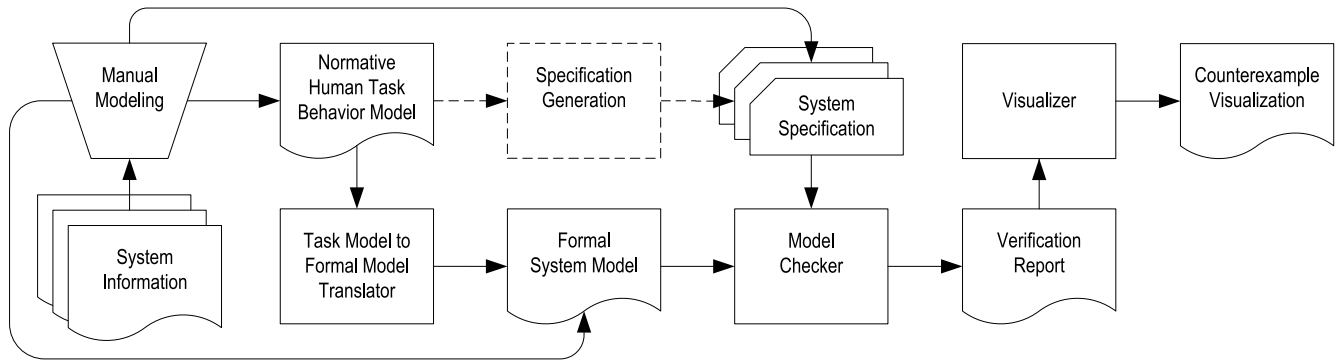 Manual
Modeling
Normative
Human Task
Behavior Model
Specification
Generation
System
Specification
Visualizer
Counterexample
Visualization
System
Information
Task Model to
Formal Model
Translator
Formal
System Model
Model
Checker
Verification
Report